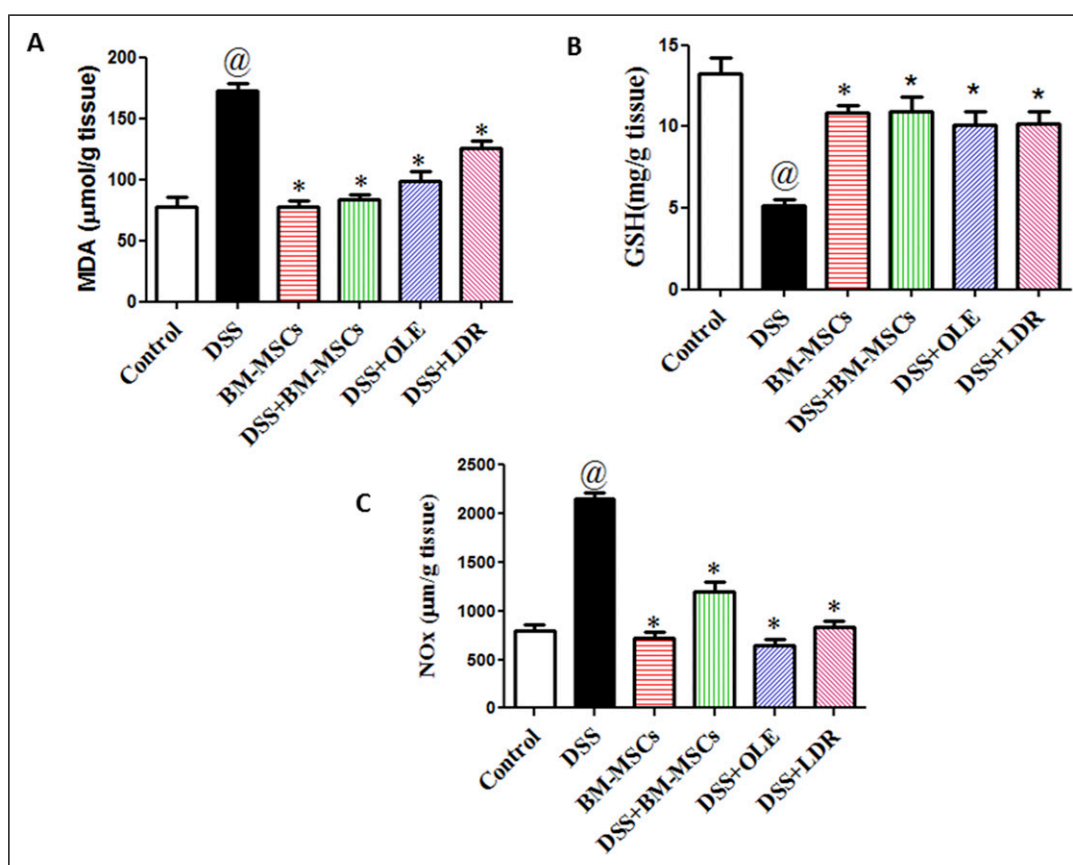 A
MDA (µmol/g tissue)
200
150
100
50
0
@
*
*
*
*
Control
DSS
BM-MSCs
DSS+BM-MSCs
DSS+OLE
DSS+LDR
B
GSH(mg/g tissue)
15
10
5
0
@
*
*
*
*
Control
DSS
BM-MSCs
DSS+BM-MSCs
DSS+OLE
DSS+LDR
C
NOx (µm/g tissue)
2500
2000
1500
1000
500
0
@
*
*
*
*
Control
DSS
BM-MSCs
DSS+BM-MSCs
DSS+OLE
DSS+LDR